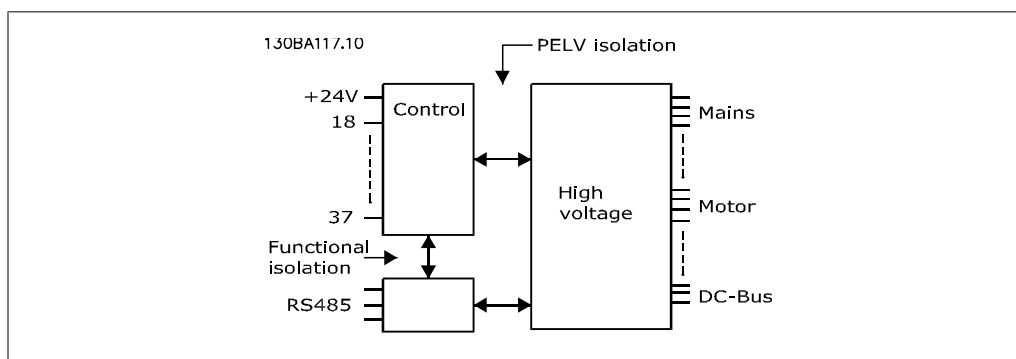 130BA117.10
PELV isolation
+24V
Control
18
Mains
High
voltage
37
Motor
Functional
isolation
RS485
DC-Bus